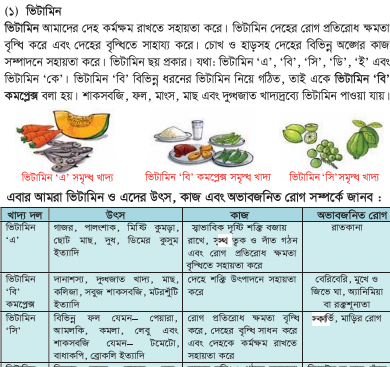 (১) ভিটামিন
ভিটামিন আমাদের দেহ কর্মক্ষম রাখতে সহায়তা করে। ভিটামিন দেহের রোগ প্রতিরোধ ক্ষমতা
বৃদ্ধি করে এবং দেহের বৃদ্ধিতে সাহায্য করে। চোখ ও হাড়সহ দেহের বিভিন্ন অঙ্গের কাজ
সম্পাদনে সহায়তা করে। ভিটামিন ছয় প্রকার। যথা: ভিটামিন ‘এ’, ‘বি’, ‘সি’, ‘ডি’, ‘ই’ এবং
ভিটামিন ‘কে’। ভিটামিন ‘বি’ বিভিন্ন ধরনের ভিটামিন নিয়ে গঠিত, তাই একে ভিটামিন ‘বি’
কমপ্লেক্স বলা হয়। শাকসবজি, ফল, মাংস, মাছ এবং দুগ্ধজাত খাদ্যদ্রব্যে ভিটামিন পাওয়া যায়।
ভিটামিন ‘এ’ সমৃদ্ধ খাদ্য
ভিটামিন ‘বি’ কমপ্লেক্স সমৃদ্ধ খাদ্য
ভিটামিন ‘সি’সমৃদ্ধ খাদ্য
এবার আমরা ভিটামিন ও এদের উৎস, কাজ এবং অভাবজনিত রোগ সম্পর্কে জানব :
খাদ্য দল উৎস কাজ অভাবজনিত রোগ
ভিটামিন
‘এ’
গাজর, পালংশাক, মিষ্টি কুমড়া,
ছোট মাছ, দুধ, ডিমের কুসুম
ইত্যাদি
স্বাভাবিক দৃষ্টি শক্তি বজায়
রাখে, সুস্থ ত্বক ও দাঁত গঠন
এবং রোগ প্রতিরোধ ক্ষমতা
বৃদ্ধিতে সহায়তা করে
রাতকানা
ভিটামিন
‘বি’
কমপ্লেক্স
দানাশস্য, দুগ্ধজাত খাদ্য, মাছ,
কলিজা, সবুজ শাকসবজি, মটরশুঁটি
ইত্যাদি
দেহে শক্তি উৎপাদনে সহায়তা
করে
বেরিবেরি, মুখে ও
জিভে ঘা, অ্যানিমিয়া
বা রক্তশূন্যতা
ভিটামিন
‘সি’
বিভিন্ন ফল যেমন– পেয়ারা,
আমলকি, কমলা, লেবু এবং
শাকসবজি যেমন– টমেটো,
বাধাকপি, ব্রোকলি ইত্যাদি
রোগ প্রতিরোধ ক্ষমতা বৃদ্ধি
করে, দেহের বৃদ্ধি সাধন করে
এবং দেহকে কর্মক্ষম রাখতে
সহায়তা করে
স্কার্ভি, মাড়ির রোগ